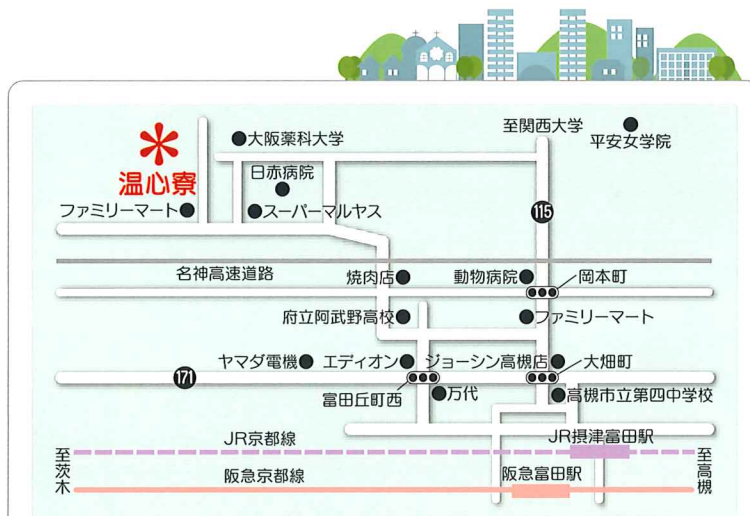 至関西大学
平安女学院
大阪薬科大学
日赤病院
温心寮
ファミリーマート
スーパーマルヤス
115
名神高速道路
焼肉店
動物病院
岡本町
府立阿武野高校
ファミリーマート
ヤマダ電機
エディオン
ジョーシン高槻店
大畑町
171
富田丘町西
万代
高槻市立第四中学校
JR京都線
JR摂津富田駅
至茨木
至高槻
阪急京都線
阪急富田駅